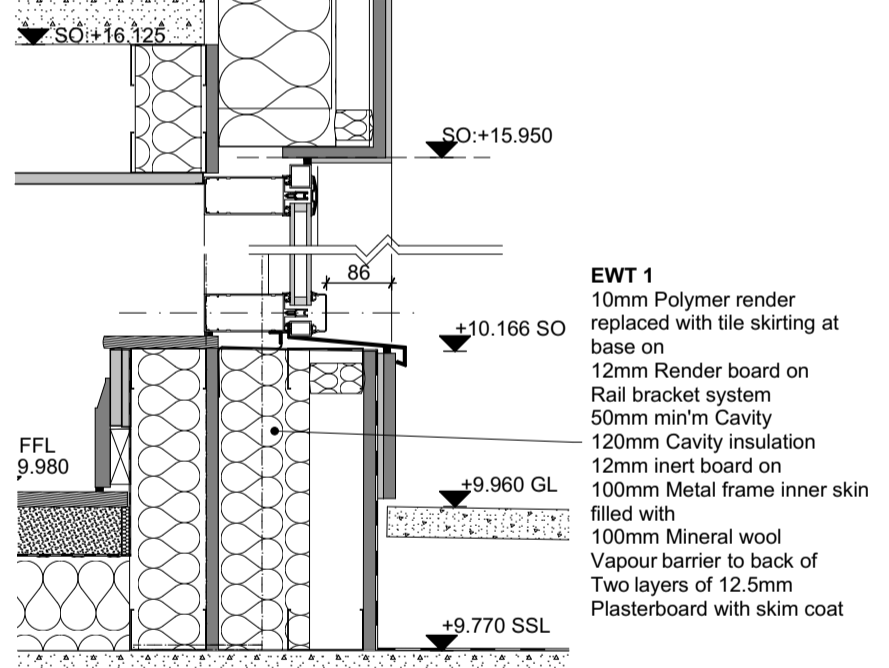 SO:+16.125
SO:+15.950
86
EWT 1
10mm Polymer render
replaced with tile skirting at
base on
12mm Render board on
Rail bracket system
50mm min'm Cavity
120mm Cavity insulation
12mm inert board on
100mm Metal frame inner skin
filled with
100mm Mineral wool
Vapour barrier to back of
Two layers of 12.5mm
Plasterboard with skim coat
+10.166 SO
FFL
9.980
+9.960 GL
+9.770 SSL